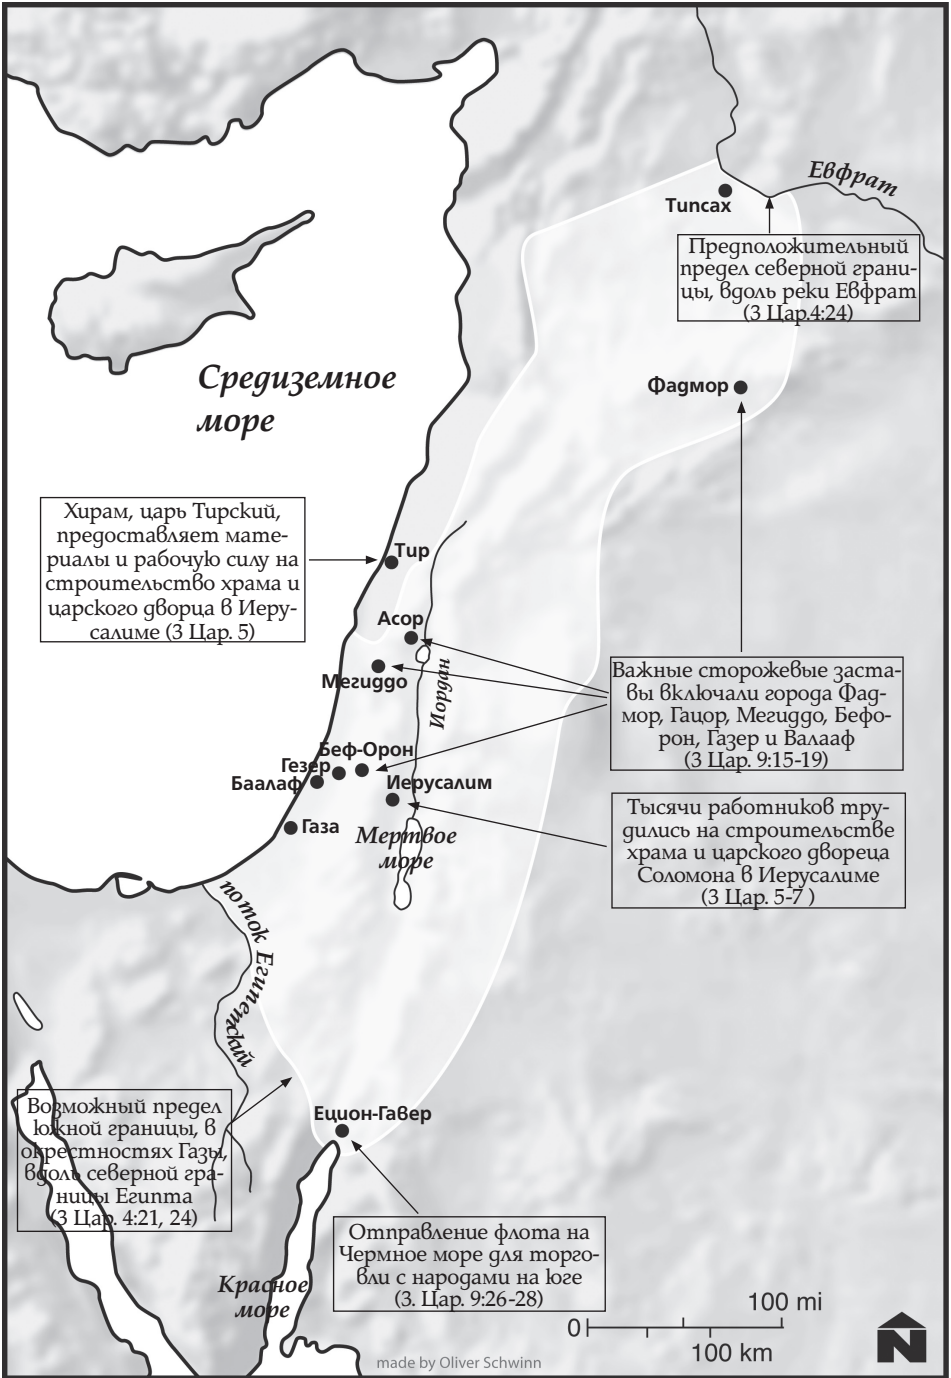 Евфрат
Типсах
Предположительный
предел северной грани-
цы, вдоль реки Евфрат
(3 Цар.4:24)
Средиземное
море
Фадмор
Хирам, царь Тирский,
предоставляет мате-
риалы и рабочую силу на
строительство храма и
царского дворца в Иеру-
салиме (3 Цар. 5)
Тир
Асор
Мегиддо
Иордан
Важные сторожевые заста-
вы включали города Фад-
мор, Гацор, Мегиддо, Бефо-
рон, Газер и Валааф
(3 Цар. 9:15-19)
Беф-Орон
Гезер
Баалаф
Иерусалим
Газа
Мертвое
море
Тысячи работников тру-
дились на строительстве
храма и царского двореца
Соломона в Иерусалиме
(3 Цар. 5-7 )
поток Египетский
Возможный предел
южной границы, в
окрестностях Газы,
вдоль северной гра-
ницы Египта
(3 Цар. 4:21, 24)
Ецион-Гавер
Отправление флота на
Чермное море для торго-
вли с народами на юге
(3. Цар. 9:26-28)
Красное
море
100 mi
0
100 km
N
made by Oliver Schwinn